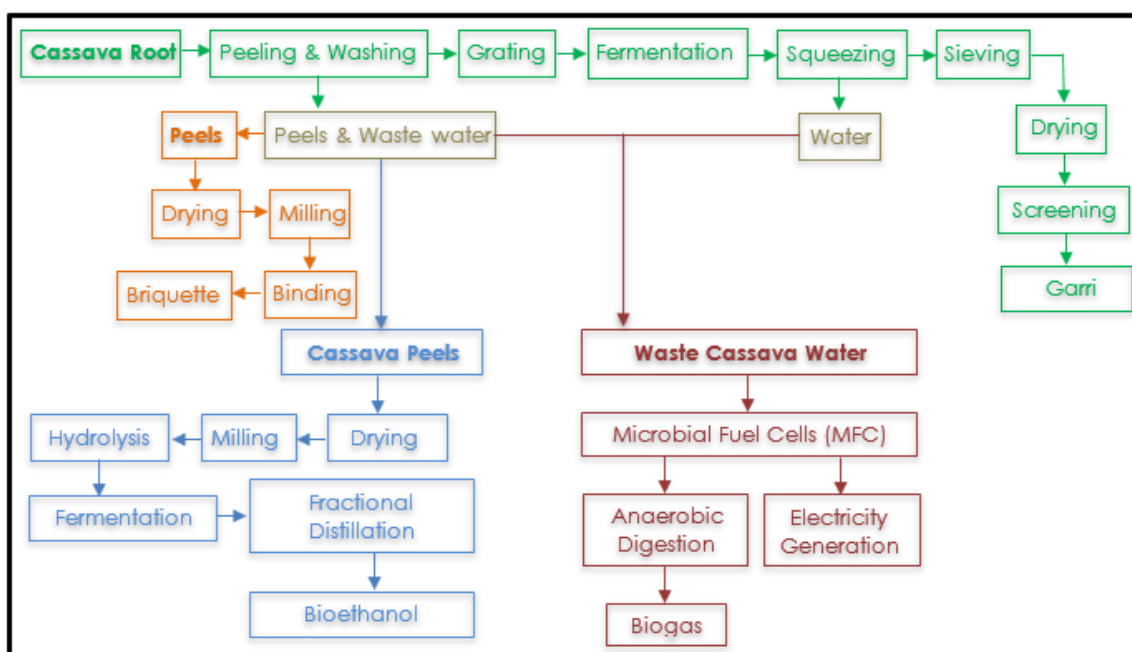 Cassava Root
Peeling & Washing
Grating
Fermentation
Squeezing
Sieving
Peels
Peels & Waste water
Water
Drying
Drying
Milling
Screening
Briquette
Binding
Garri
Cassava Peels
Waste Cassava Water
Hydrolysis
Milling
Drying
Microbial Fuel Cells (MFC)
Fermentation
Fractional
Distillation
Anaerobic
Digestion
Electricity
Generation
Bioethanol
Biogas